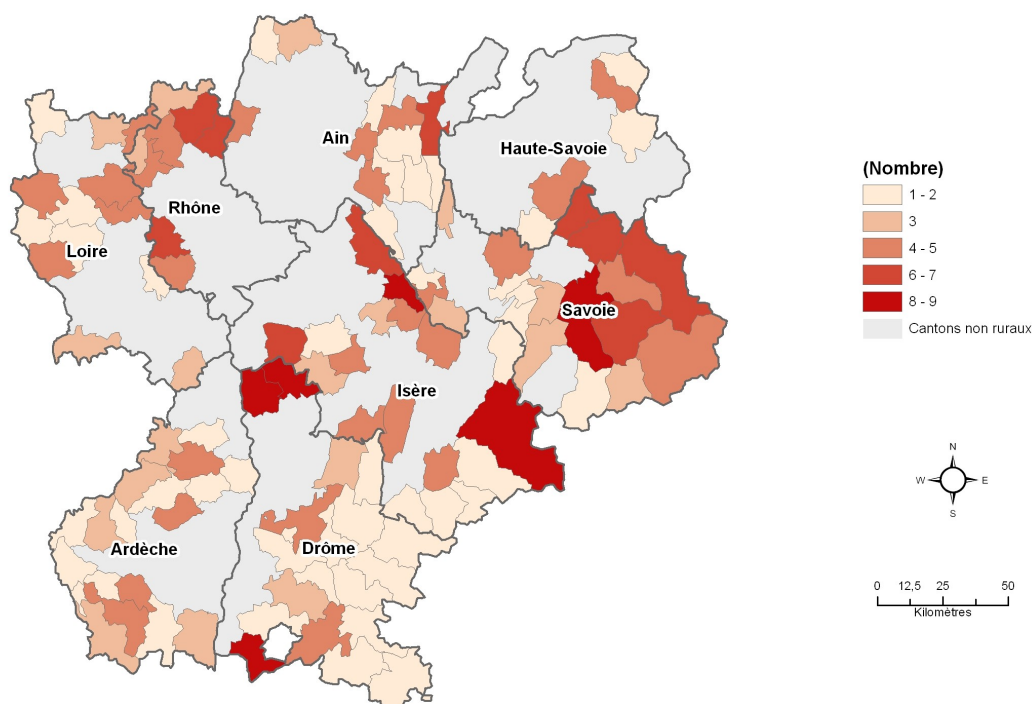 Ain
Haute-Savoie
Rhône
Loire
Savoie
Isère
Ardèche
Drôme
(Nombre)
1 - 2
3
4 - 5
6 - 7
8 - 9
Cantons non ruraux
N
W E
S
0 12,5 25 50
Kilomètres